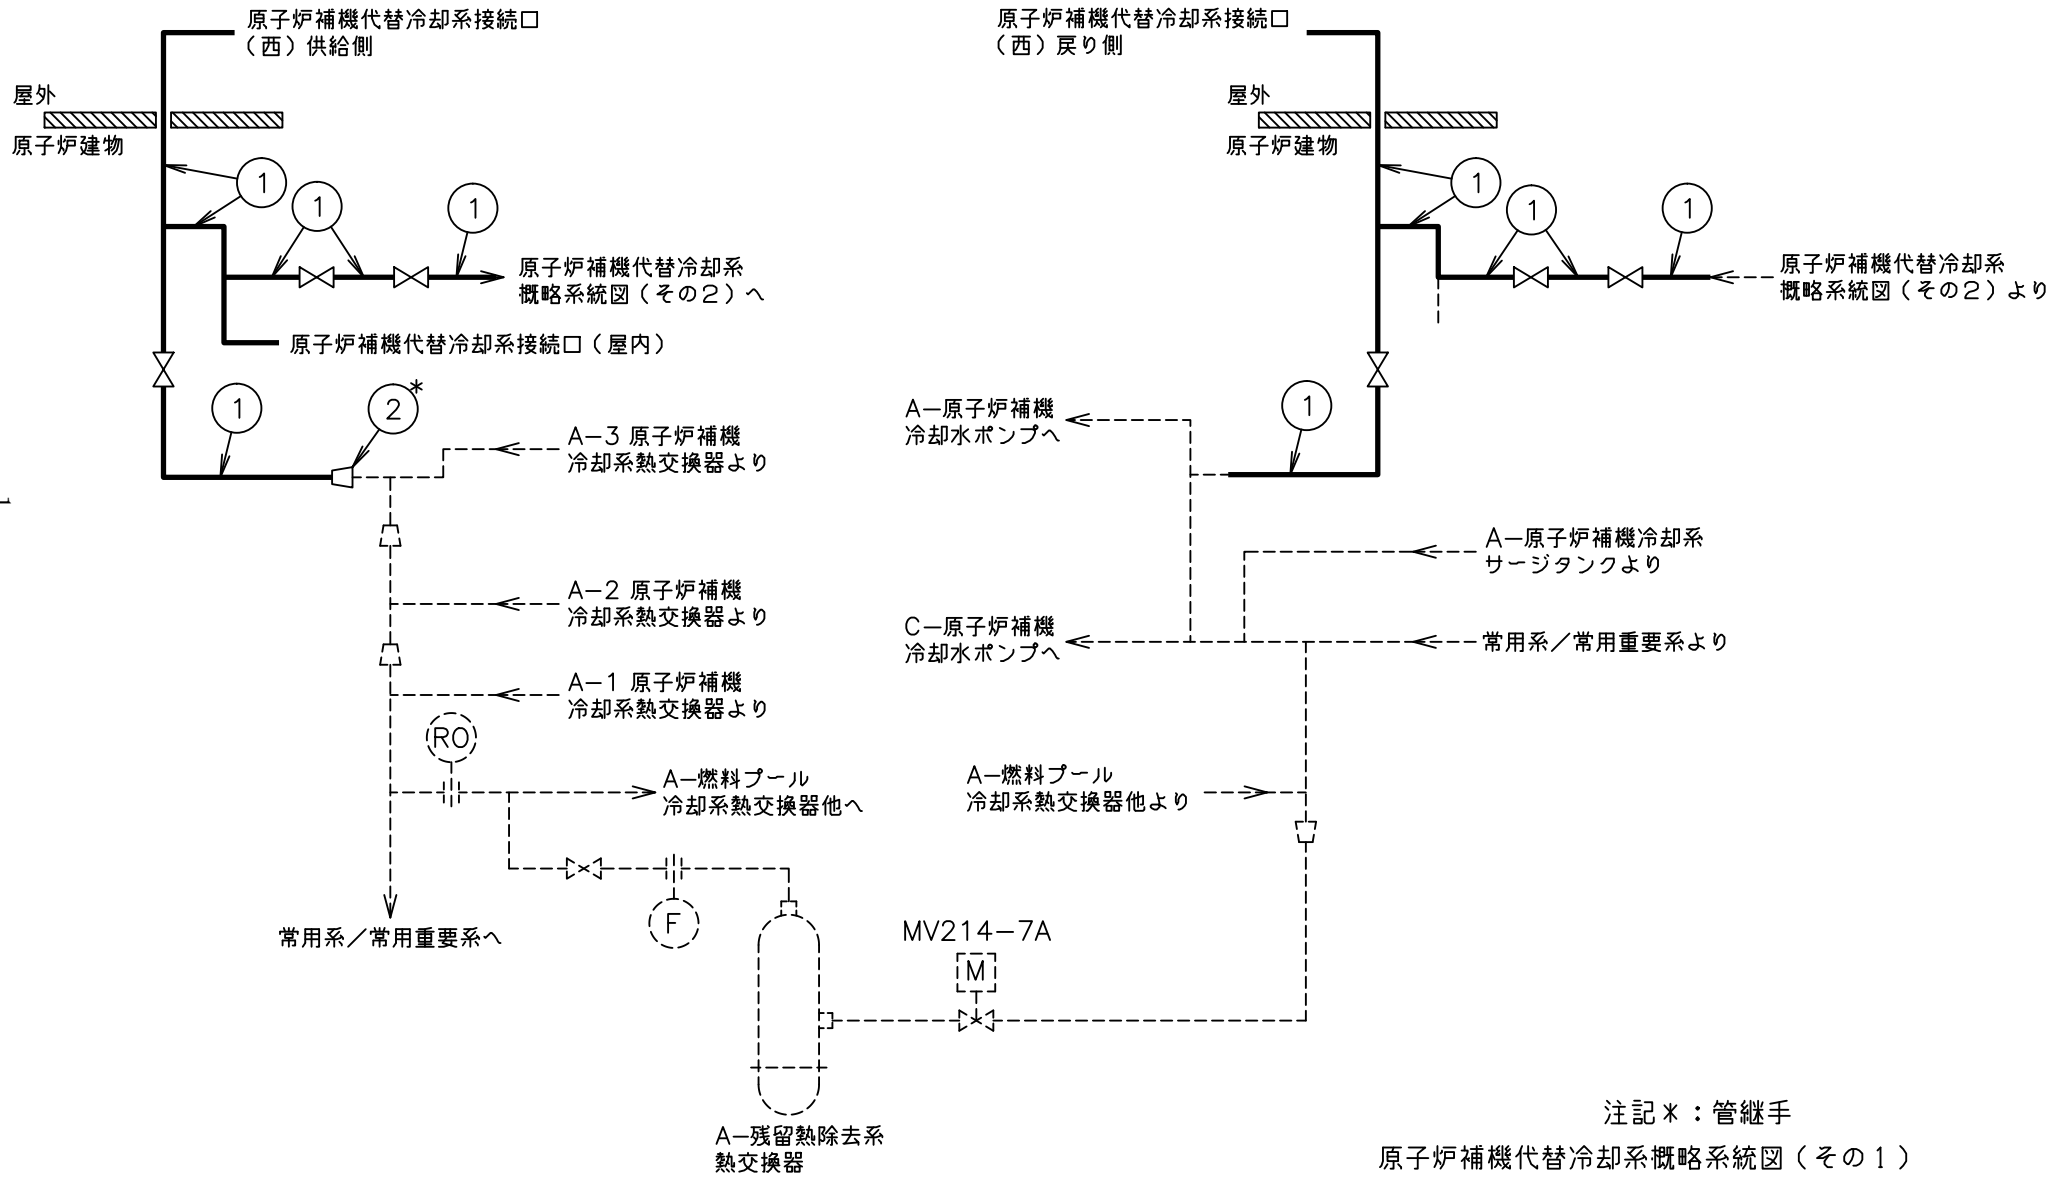 原子炉補機代替冷却系接続口
（西）供給側
屋外
原子炉建物
1
1
1
原子炉補機代替冷却系
概略系統図（その２）へ
原子炉補機代替冷却系接続口（屋内）
1
2*
A－3 原子炉補機
冷却系熱交換器より
A－2 原子炉補機
冷却系熱交換器より
A－1 原子炉補機
冷却系熱交換器より
RO
A－燃料プール
冷却系熱交換器他へ
F
常用系／常用重要系へ
A－残留熱除去系
熱交換器
MV214－7A
M
原子炉補機代替冷却系接続口
（西）戻り側
屋外
原子炉建物
1
1
1
原子炉補機代替冷却系
概略系統図（その２）より
1
A－原子炉補機
冷却水ポンプへ
A－原子炉補機冷却系
サージタンクより
C－原子炉補機
冷却水ポンプへ
常用系／常用重要系より
A－燃料プール
冷却系熱交換器他より
注記＊：管継手
原子炉補機代替冷却系概略系統図（その１）